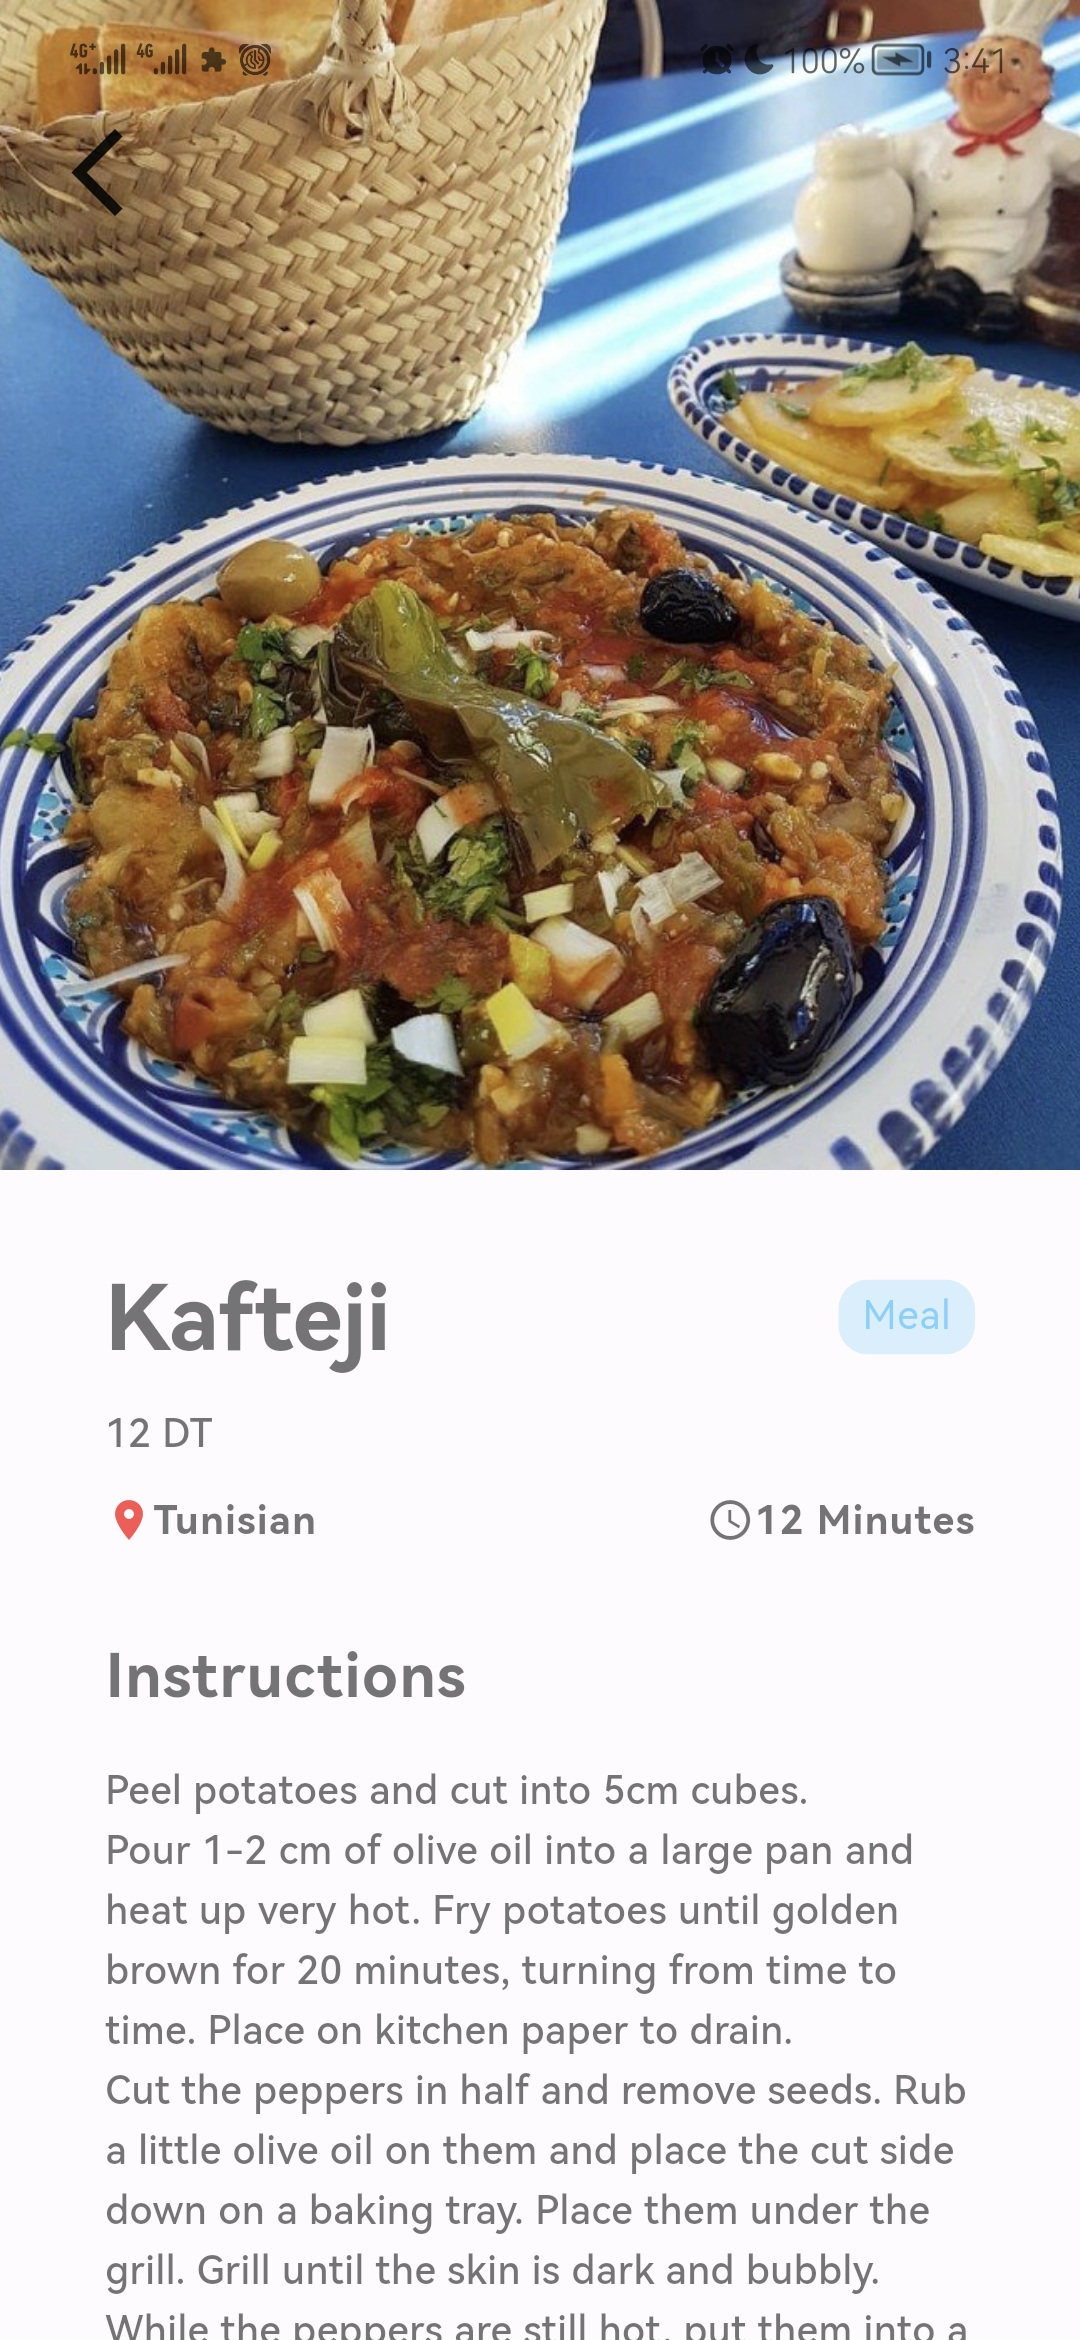 4G+ 4G 100% 3:41
Kafteji
Meal
12 DT
Tunisian
12 Minutes
Instructions
Peel potatoes and cut into 5cm cubes.
Pour 1-2 cm of olive oil into a large pan and
heat up very hot. Fry potatoes until golden
brown for 20 minutes, turning from time to
time. Place on kitchen paper to drain.
Cut the peppers in half and remove seeds. Rub
a little olive oil on them and place the cut side
down on a baking tray. Place them under the
grill. Grill until the skin is dark and bubbly.
While the peppers are still hot, put them into a